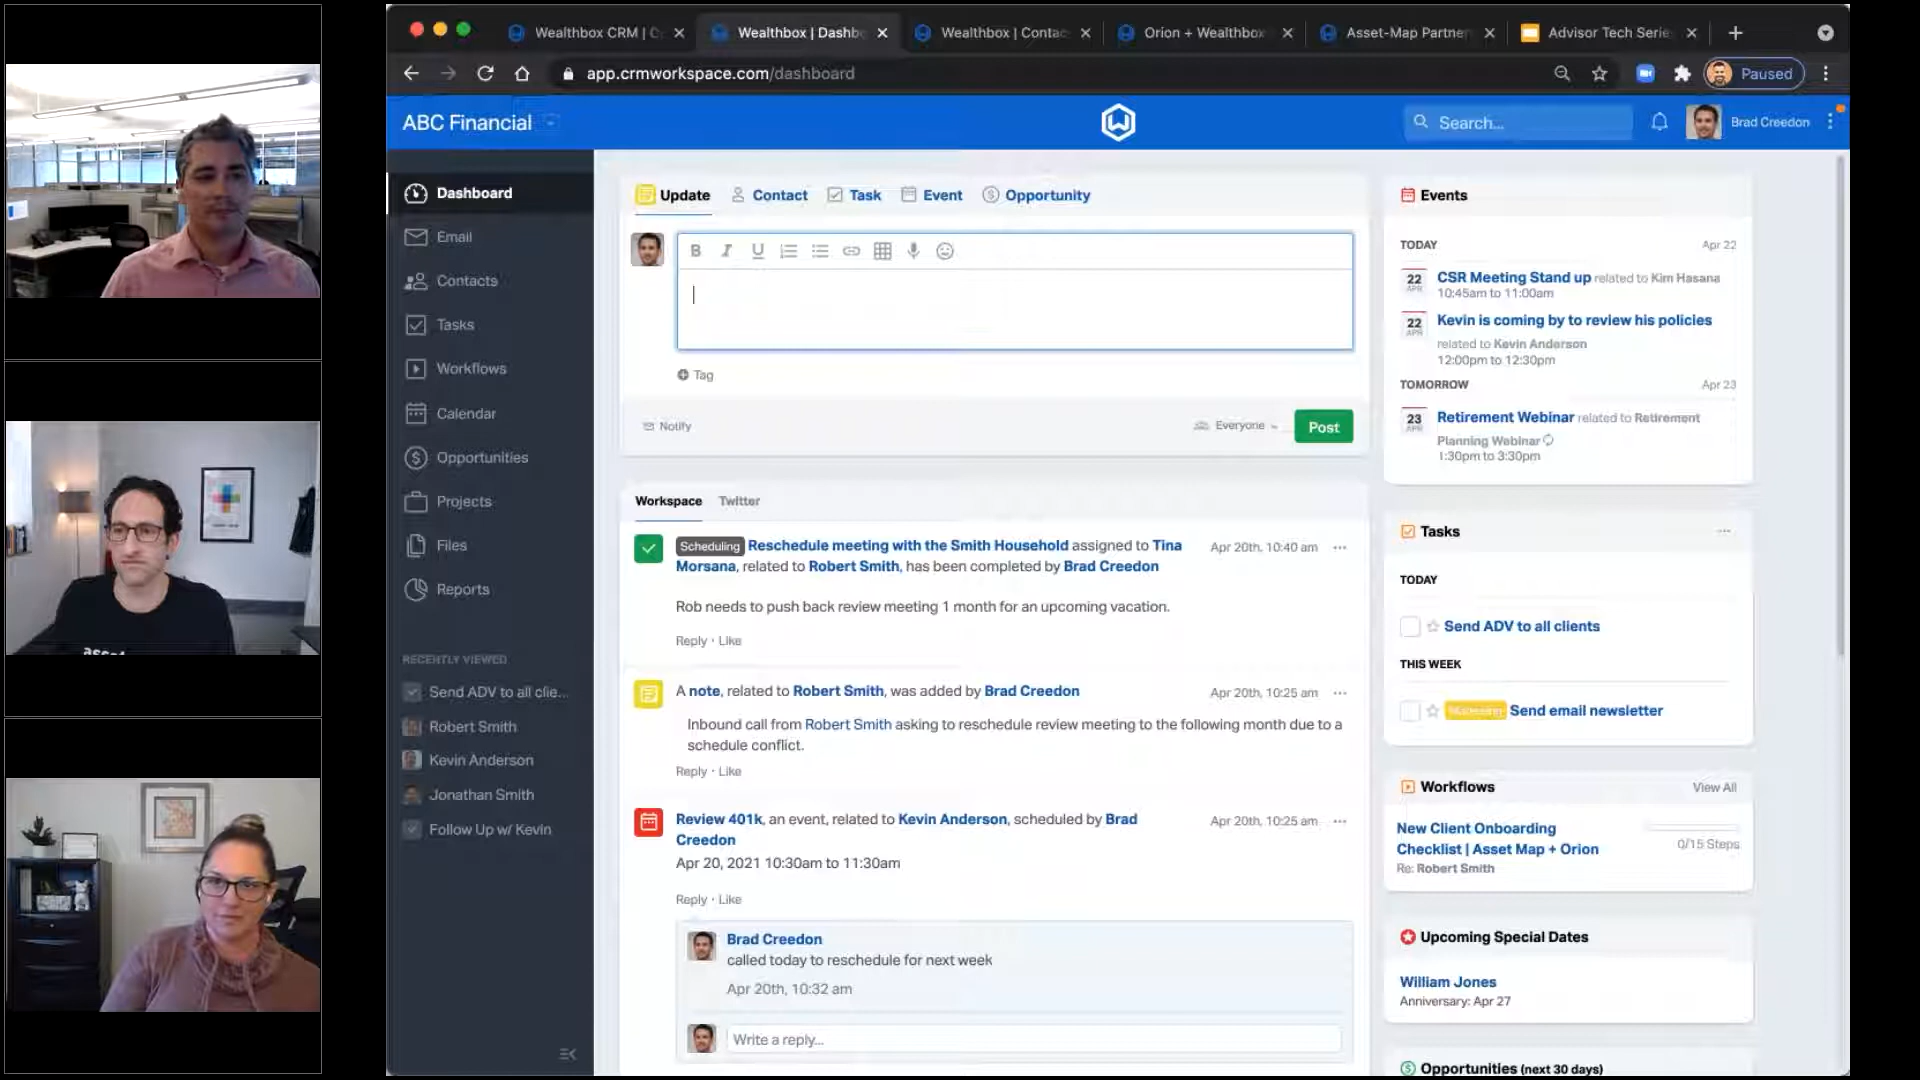 Wealthbox CRM | C
Wealthbox | Dashb
Wealthbox | Contac
Orion + Wealthbox
Asset-Map Partner
Advisor Tech Serie
app.crmworkspace.com/dashboard
Paused
ABC Financial
Search...
Brad Creedon
Dashboard
Email
Contacts
Tasks
Workflows
Calendar
Opportunities
Projects
Files
Reports
RECENTLY VIEWED
Send ADV to all clie...
Robert Smith
Kevin Anderson
Jonathan Smith
Follow Up w/ Kevin
Update
Contact
Task
Event
Opportunity
B I U
Tag
Notify
Everyone
Post
Workspace
Twitter
Scheduling Reschedule meeting with the Smith Household assigned to Tina
Morsana, related to Robert Smith, has been completed by Brad Creedon
Apr 20th, 10:40 am
Rob needs to push back review meeting 1 month for an upcoming vacation.
Reply · Like
A note, related to Robert Smith, was added by Brad Creedon
Apr 20th, 10:25 am
Inbound call from Robert Smith asking to reschedule review meeting to the following month due to a
schedule conflict.
Reply · Like
Review 401k, an event, related to Kevin Anderson, scheduled by Brad
Creedon
Apr 20th, 10:25 am
Apr 20, 2021 10:30am to 11:30am
Reply · Like
Brad Creedon
called today to reschedule for next week
Apr 20th, 10:32 am
Write a reply...
Events
TODAY
Apr 22
22
APR
CSR Meeting Stand up related to Kim Hasana
10:45am to 11:00am
22
APR
Kevin is coming by to review his policies
related to Kevin Anderson
12:00pm to 12:30pm
TOMORROW
Apr 23
23
APR
Retirement Webinar related to Retirement
Planning Webinar
1:30pm to 3:30pm
Tasks
TODAY
Send ADV to all clients
THIS WEEK
Send email newsletter
Workflows
View All
New Client Onboarding
Checklist | Asset Map + Orion
0/15 Steps
Re: Robert Smith
Upcoming Special Dates
William Jones
Anniversary: Apr 27
Opportunities (next 30 days)